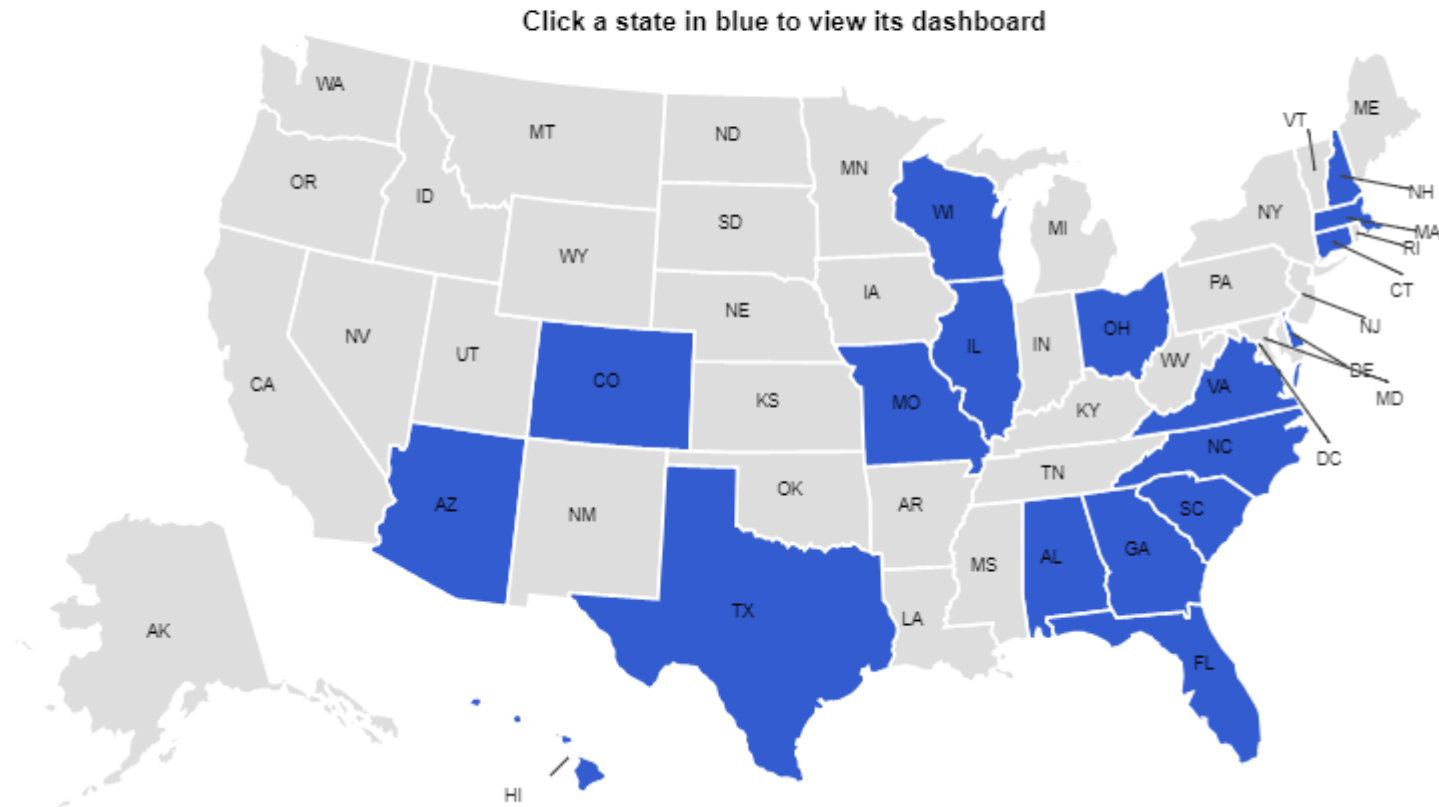 Click a state in blue to view its dashboard
WA
ME
VT
MT
ND
MN
OR
ID
NH
WI
NY
SD
MI
MA
RI
WY
PA
CT
IA
NE
NJ
OH
NV
IN
IL
UT
WV
DE
CO
CA
VA
MD
KS
MO
KY
NC
DC
TN
OK
AZ
AR
SC
NM
GA
AL
MS
TX
LA
AK
FL
HI